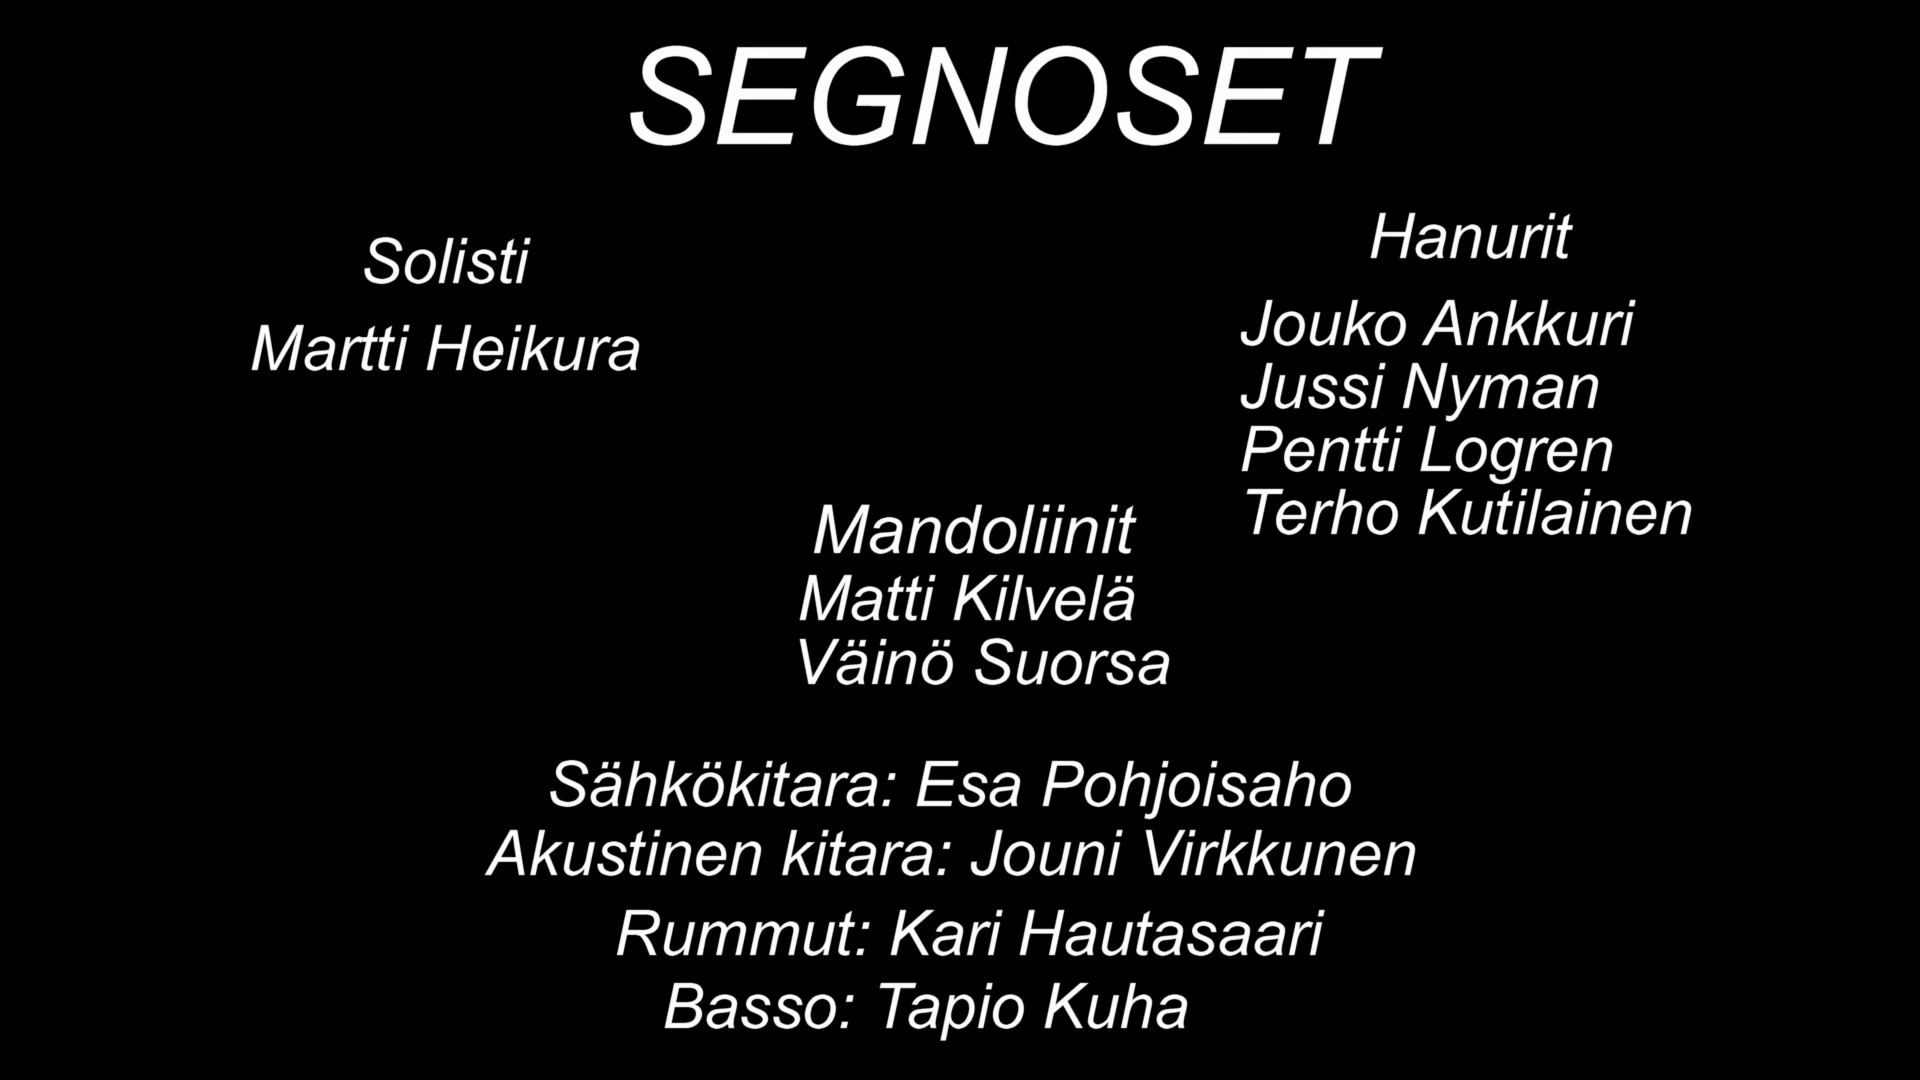 SEGNOSET
Solisti
Martti Heikura
Hanurit
Jouko Ankkuri
Jussi Nyman
Pentti Logren
Terho Kutilainen
Mandoliinit
Matti Kilvelä
Väinö Suorsa
Sähkökitara: Esa Pohjoisaho
Akustinen kitara: Jouni Virkkunen
Rummut: Kari Hautasaari
Basso: Tapio Kuha